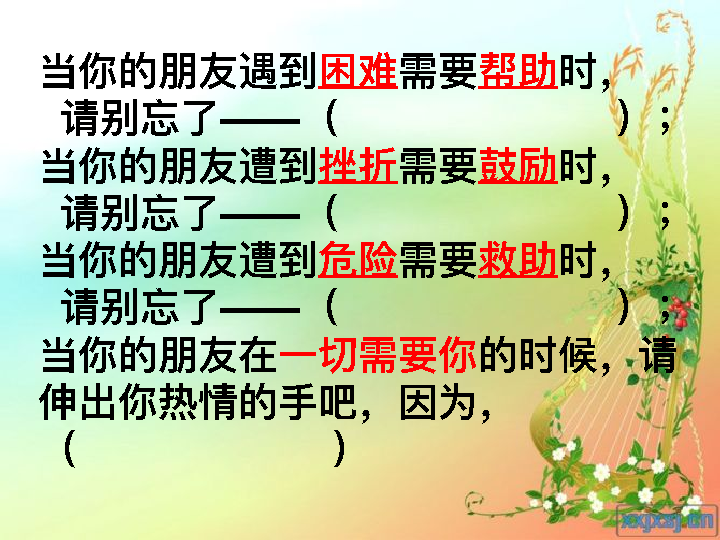 当你的朋友遇到困难需要帮助时，
请别忘了——（ ）；
当你的朋友遭到挫折需要鼓励时，
请别忘了——（ ）；
当你的朋友遭到危险需要救助时，
请别忘了——（ ）；
当你的朋友在一切需要你的时候，请
伸出你热情的手吧，因为，
（ ）